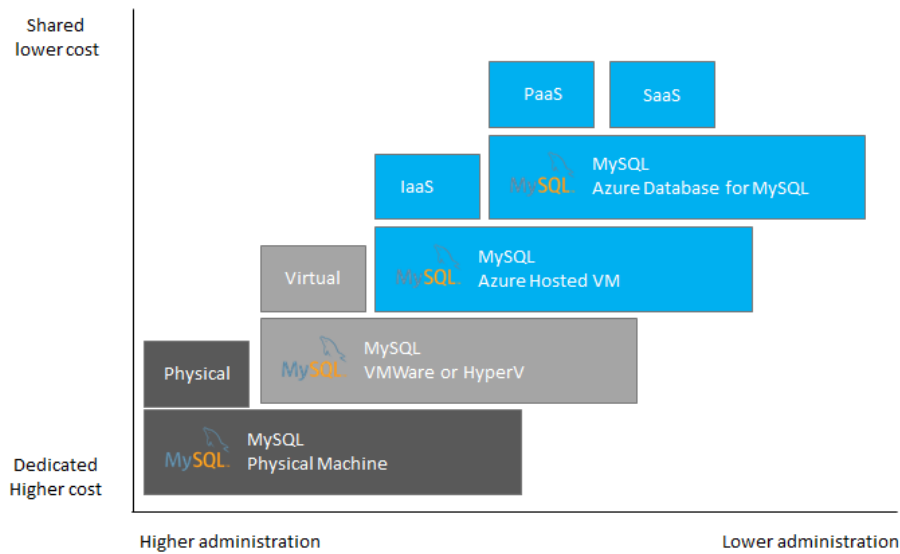 Shared
lower cost
PaaS
SaaS
MySQL
MySQL
Azure Database for MySQL
IaaS
MySQL
MySQL
Azure Hosted VM
Virtual
MySQL
MySQL
VMWare or HyperV
Physical
MySQL
MySQL
Physical Machine
Dedicated
Higher cost
Higher administration
Lower administration